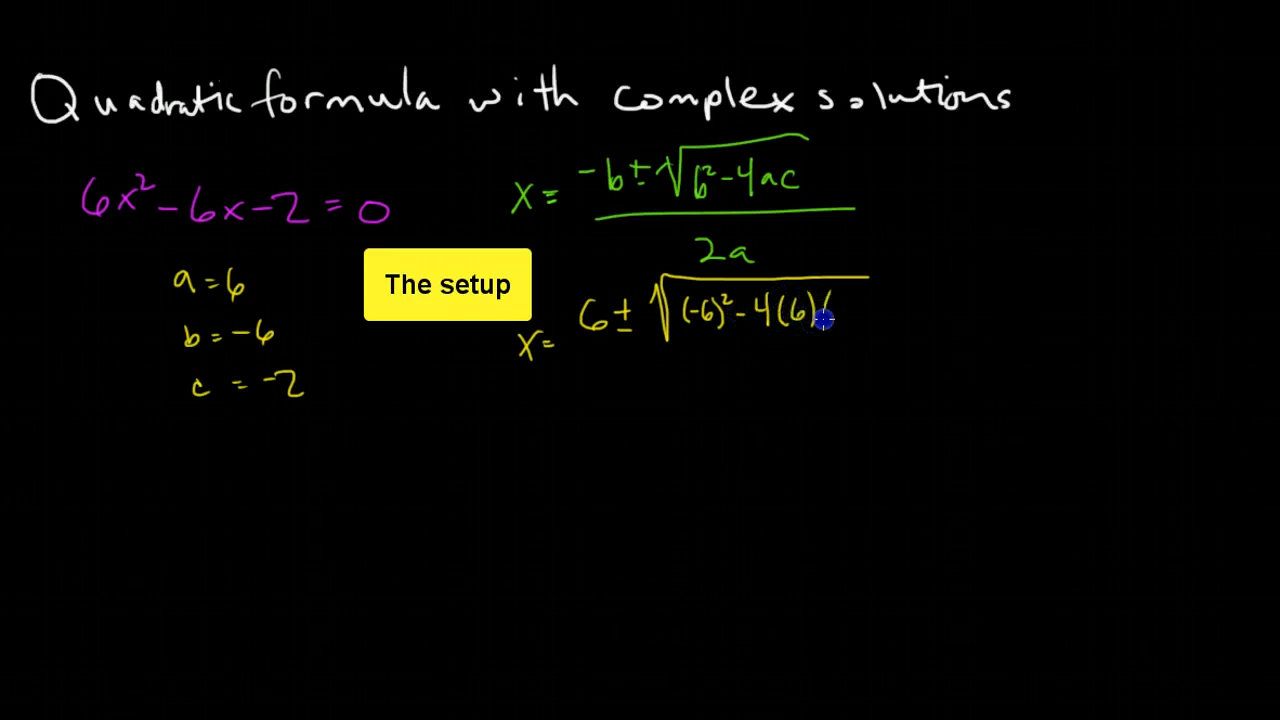 Quadratic formula with complex solutions
6x² - 6x - 2 = 0
a = 6
b = -6
c = -2
The setup
x = -b ± √(b² - 4ac)
2a
x = 6 ± √(-6)² - 4(6)(